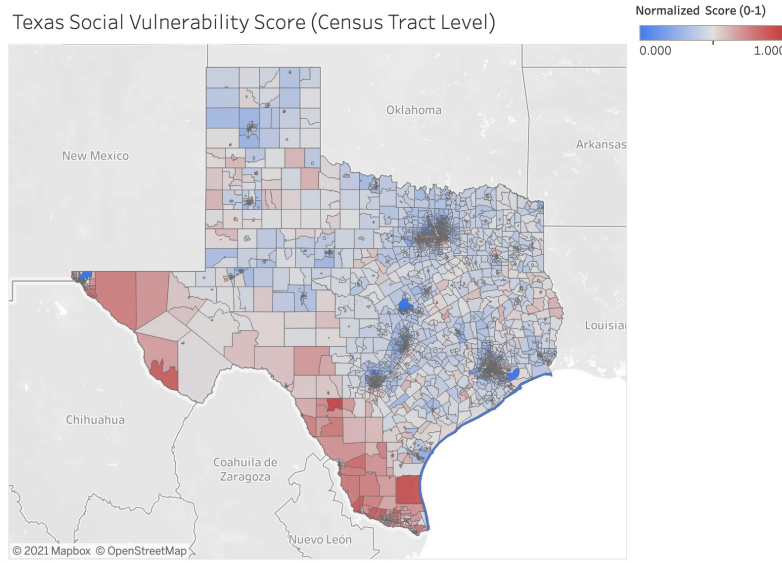 Texas Social Vulnerability Score (Census Tract Level)
Normalized Score (0-1)
0.000
1.000
Oklahoma
New Mexico
Arkansas
Louisia
Chihuahua
Coahuila de
Zaragoza
Nuevo León
© 2021 Mapbox © OpenStreetMap